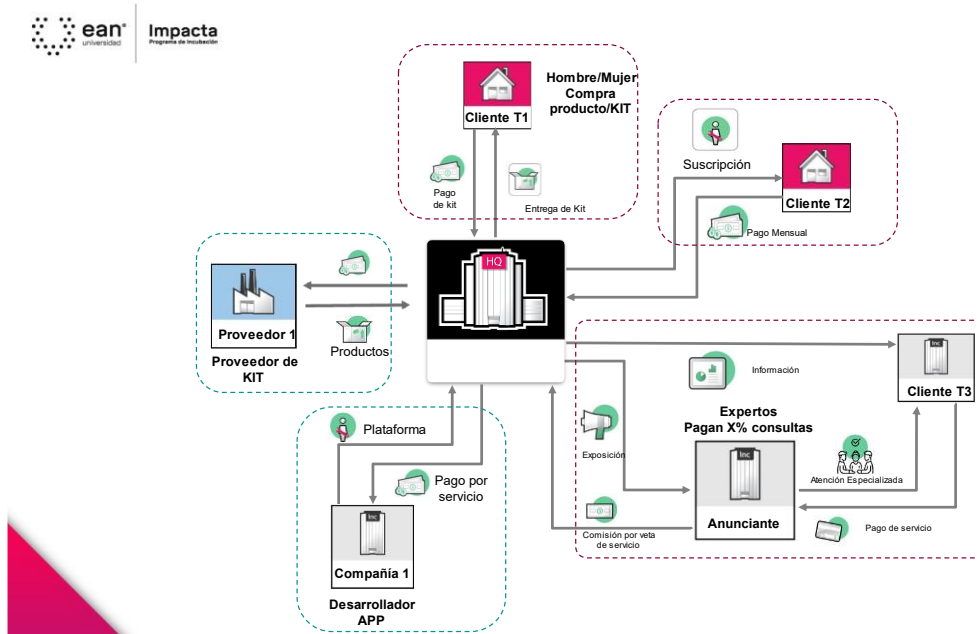 ean
universidad
Impacta
Programa de Incubación
Hombre/Mujer
Compra
producto/KIT
Cliente T1
Pago
de kit
Entrega de Kit
Suscripción
Cliente T2
Pago Mensual
HQ
Proveedor 1
Productos
Proveedor de
KIT
Información
Cliente T3
Expertos
Pagan X% consultas
Exposición
Inc
Anunciante
Atención Especializada
Comisión por veta
de servicio
Pago de servicio
Plataforma
Pago por
servicio
Inc
Compañía 1
Desarrollador
APP